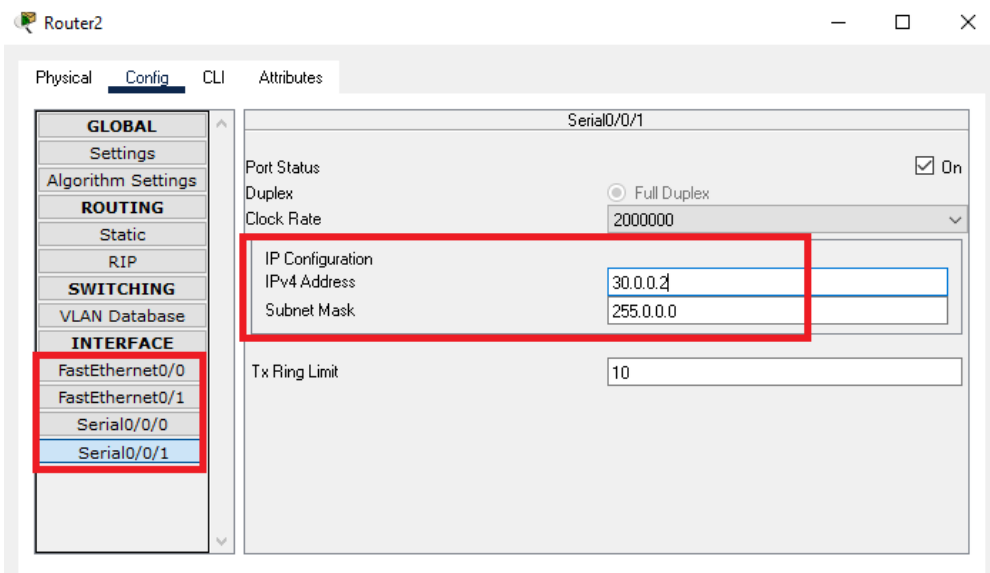 Router2
Physical Config CLI Attributes
GLOBAL
Settings
Algorithm Settings
ROUTING
Static
RIP
SWITCHING
VLAN Database
INTERFACE
FastEthernet0/0
FastEthernet0/1
Serial0/0/0
Serial0/0/1
Serial0/0/1
Port Status On
Duplex Full Duplex
Clock Rate 2000000
IP Configuration
IPv4 Address 30.0.0.2
Subnet Mask 255.0.0.0
Tx Ring Limit 10